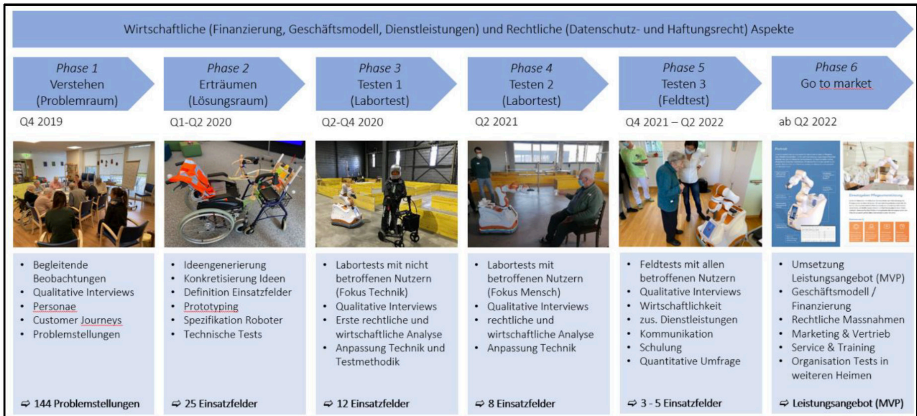 Wirtschaftliche (Finanzierung, Geschäftsmodell, Dienstleistungen) und Rechtliche (Datenschutz- und Haftungsrecht) Aspekte
Phase 1
Verstehen
(Problemraum)
Q4 2019
• Begleitende
Beobachtungen
• Qualitative Interviews
• Personae
• Customer Journeys
• Problemstellungen
⇨ 144 Problemstellungen
Phase 2
Erträumen
(Lösungsraum)
Q1-Q2 2020
• Ideengenerierung
• Konkretisierung Ideen
• Definition Einsatzfelder
• Prototyping
• Spezifikation Roboter
• Technische Tests
⇨ 25 Einsatzfelder
Phase 3
Testen 1
(Labortest)
Q2-Q4 2020
• Labortests mit nicht
betroffenen Nutzern
(Fokus Technik)
• Qualitative Interviews
• Erste rechtliche und
wirtschaftliche Analyse
• Anpassung Technik und
Testmethodik
⇨ 12 Einsatzfelder
Phase 4
Testen 2
(Labortest)
Q2 2021
• Labortests mit
betroffenen Nutzern
(Fokus Mensch)
• Qualitative Interviews
• rechtliche und
wirtschaftliche Analyse
• Anpassung Technik
⇨ 8 Einsatzfelder
Phase 5
Testen 3
(Feldtest)
Q4 2021 – Q2 2022
• Feldtests mit allen
betroffenen Nutzern
• Qualitative Interviews
• Wirtschaftlichkeit
• zus. Dienstleistungen
• Kommunikation
• Schulung
• Quantitative Umfrage
⇨ 3 - 5 Einsatzfelder
Phase 6
Go to market
ab Q2 2022
• Umsetzung
Leistungsangebot (MVP)
• Geschäftsmodell /
Finanzierung
• Rechtliche Massnahmen
• Marketing & Vertrieb
• Service & Training
• Organisation Tests in
weiteren Heimen
⇨ Leistungsangebot (MVP)